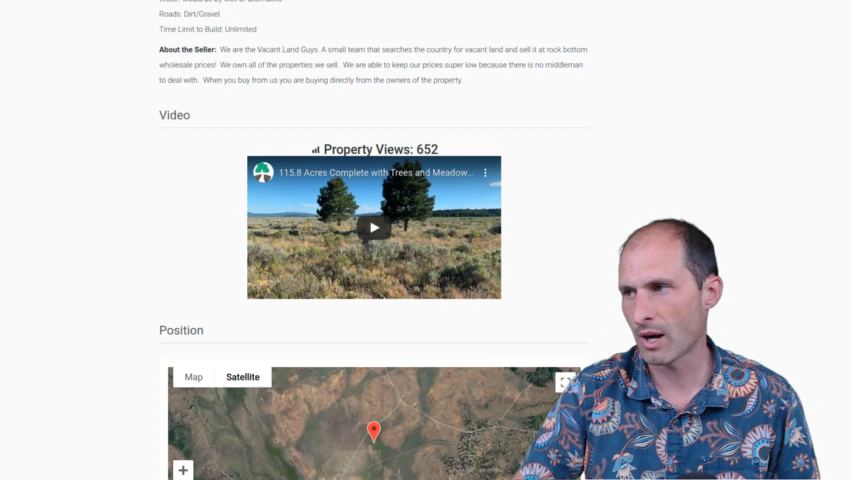 Roads: Dirt/Gravel
Time Limit to Build: Unlimited
About the Seller: We are the Vacant Land Guys. A small team that searches the country for vacant land and sell it at rock bottom
wholesale prices! We own all of the properties we sell. We are able to keep our prices super low because there is no middleman
to deal with. When you buy from us you are buying directly from the owners of the property.
Video
Property Views: 652
115.8 Acres Complete with Trees and Meadow...
Position
Map Satellite
+